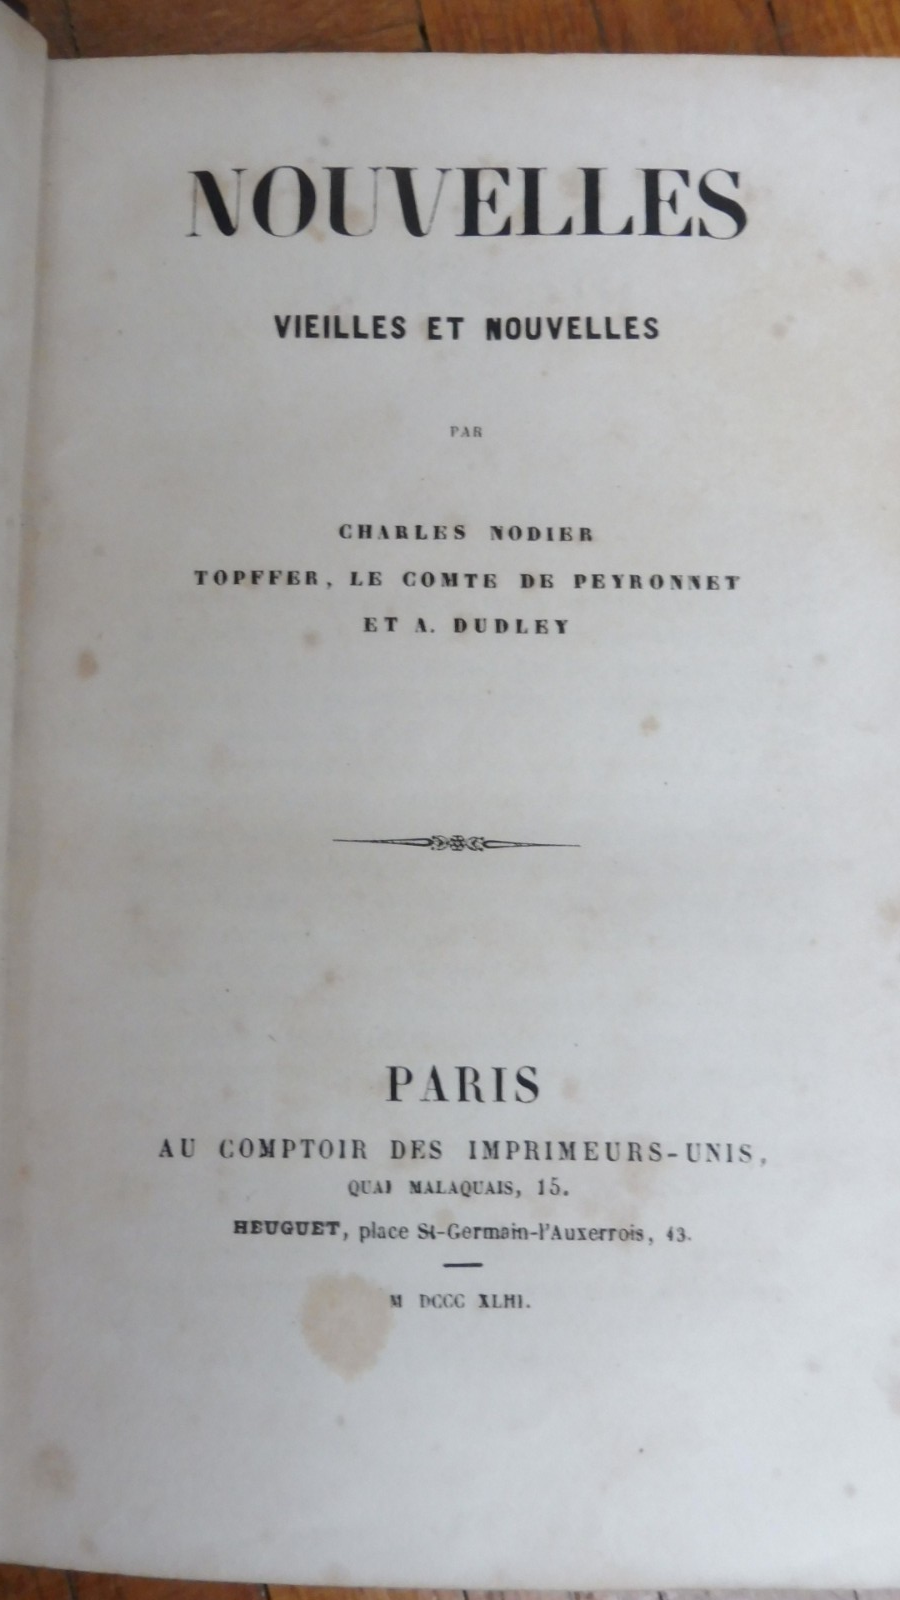 NOUVELLES
VIEILLES ET NOUVELLES
PAR
CHARLES NODIER
TOPFFER, LE COMTE DE PEYRONNET
ET A. DUDLEY
PARIS
AU COMPTOIR DES IMPRIMEURS-UNIS,
QUAI MALAQUAIS, 15.
HEUGUET, place St-Germain-l'Auxerrois, 43.
M DCCC XLIII.